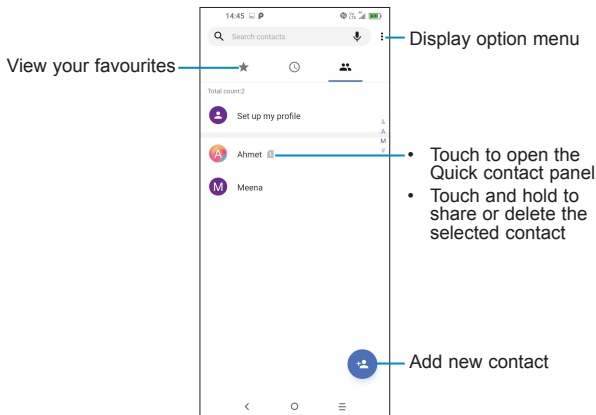 14:45
Search contacts
Display option menu
View your favourites
Total count:2
Set up my profile
&
A
M
#
A Ahmet
• Touch to open the
Quick contact panel
• Touch and hold to
share or delete the
selected contact
M Meena
Add new contact